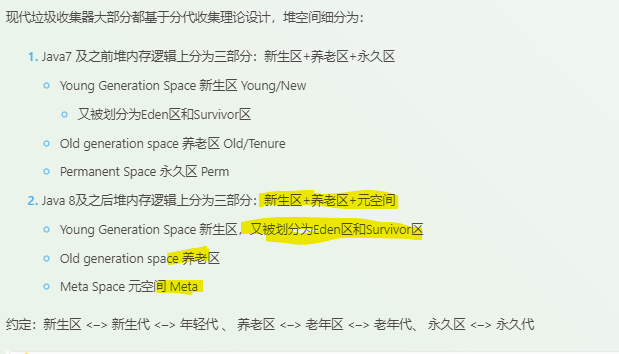 现代垃圾收集器大部分都基于分代收集理论设计，堆空间细分为：
1. Java7 及之前堆内存逻辑上分为三部分：新生区+养老区+永久区
Young Generation Space 新生区 Young/New
又被划分为Eden区和Survivor区
Old generation space 养老区 Old/Tenure
Permanent Space 永久区 Perm
2. Java 8及之后堆内存逻辑上分为三部分：新生区+养老区+元空间
Young Generation Space 新生区，又被划分为Eden区和Survivor区
Old generation space 养老区
Meta Space 元空间 Meta
约定：新生区 <–> 新生代 <–> 年轻代 、 养老区 <–> 老年区 <–> 老年代、 永久区 <–> 永久代